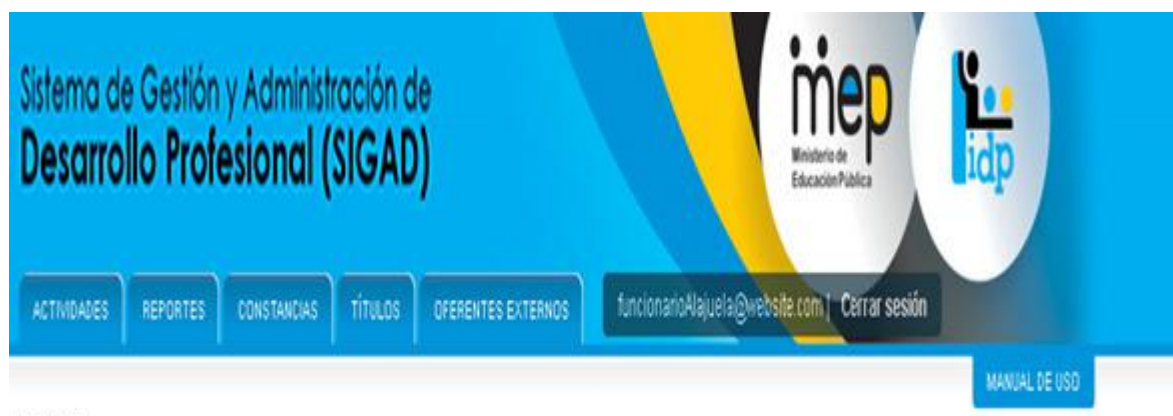 Sistema de Gestión y Administración de
Desarrollo Profesional (SIGAD)
mep
Ministerio de
Educación Pública
idp
ACTIVIDADES REPORTES CONSTANCIAS TÍTULOS OFERENTES EXTERNOS funcionarioAlajuela@website.com | Cerrar sesión
MANUAL DE USO